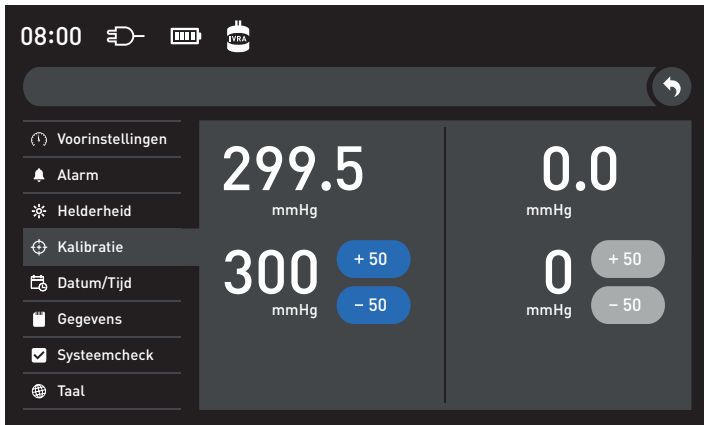 08:00
IVRA
Voorinstellingen
Alarm
Helderheid
Kalibratie
Datum/Tijd
Gegevens
Systeemcheck
Taal
299.5
mmHg
300
mmHg
+ 50
– 50
0.0
mmHg
0
mmHg
+ 50
– 50